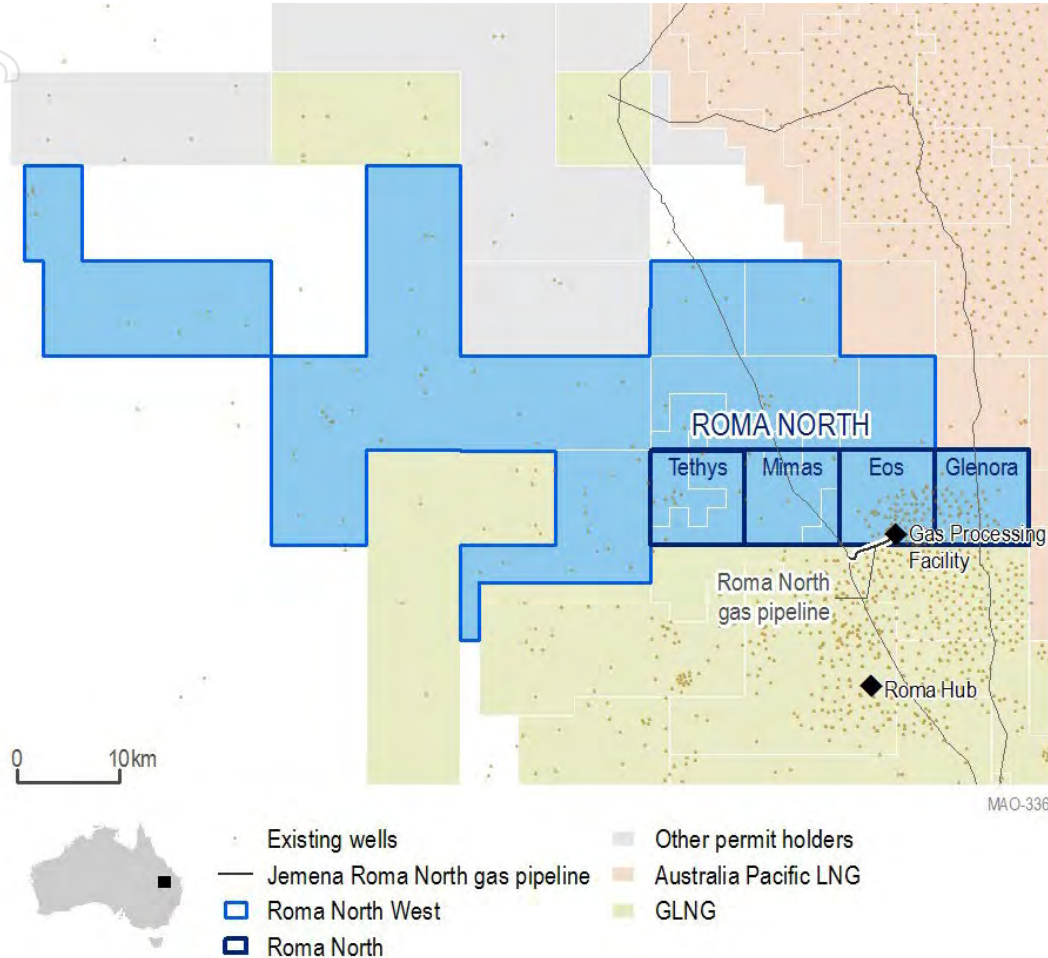 ROMA NORTH
Tethys
Mimas
Eos
Glenora
Gas Processing
Facility
Roma North
gas pipeline
Roma Hub
0
10km
MAO-336
Existing wells
Jemena Roma North gas pipeline
Roma North West
Roma North
Other permit holders
Australia Pacific LNG
GLNG